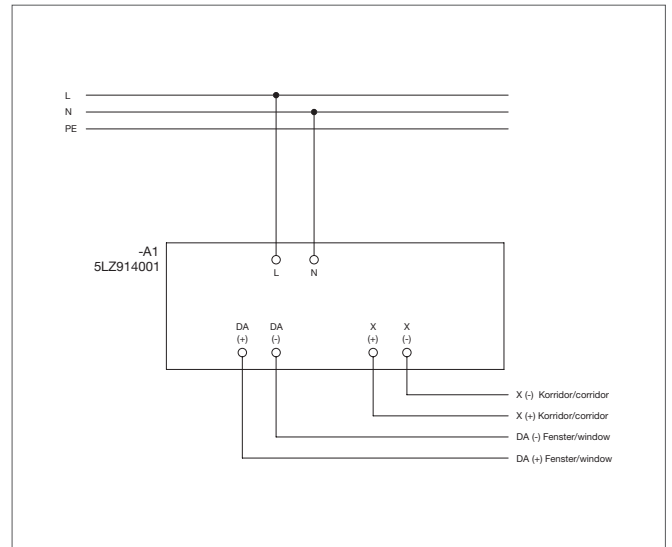 L
N
PE
-A1
5LZ914001
L N
DA DA X X
(+) (-) (+) (-)
X (-) Korridor/corridor
X (+) Korridor/corridor
DA (-) Fenster/window
DA (+) Fenster/window